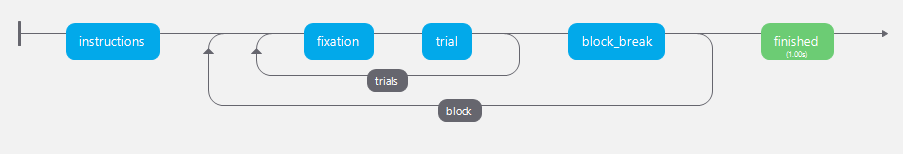 instructions
fixation
trial
block_break
finished
(1.00s)
trials
block